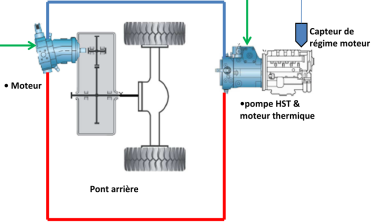 Capteur de
régime moteur
• Moteur
•pompe HST &
moteur thermique
Pont arrière